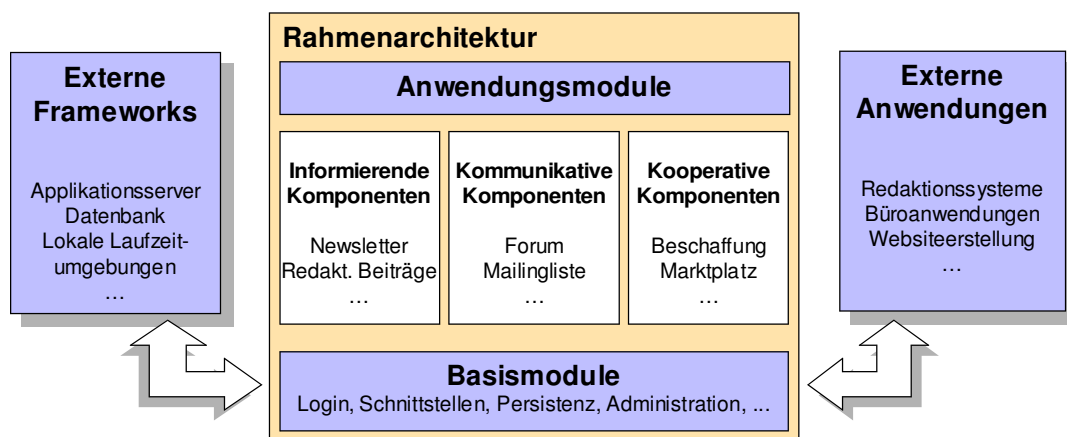 Externe
Frameworks
Applikationsserver
Datenbank
Lokale Laufzeit-
umgebungen
…
Rahmenarchitektur
Anwendungsmodule
Informierende
Komponenten
Newsletter
Redakt. Beiträge
…
Kommunikative
Komponenten
Forum
Mailingliste
…
Kooperative
Komponenten
Beschaffung
Marktplatz
…
Basismodule
Login, Schnittstellen, Persistenz, Administration, ...
Externe
Anwendungen
Redaktionssysteme
Büroanwendungen
Websiteerstellung
…